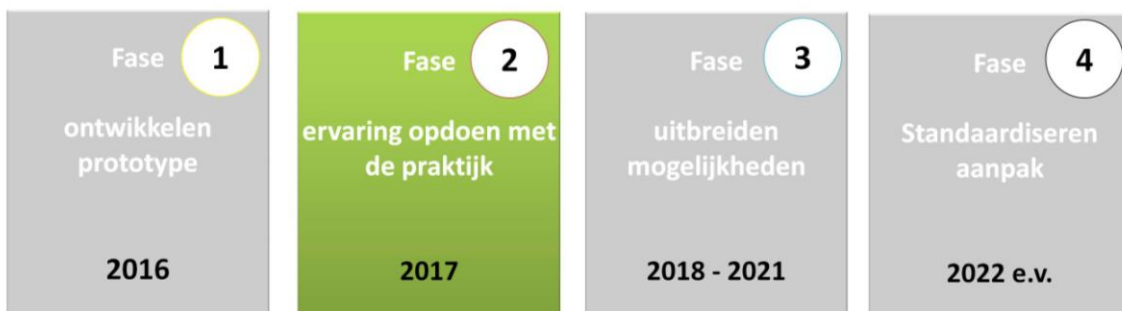 Fase 1
ontwikkelen
prototype
2016
Fase 2
ervaring opdoen met
de praktijk
2017
Fase 3
uitbreiden
mogelijkheden
2018 - 2021
Fase 4
Standaardiseren
aanpak
2022 e.v.